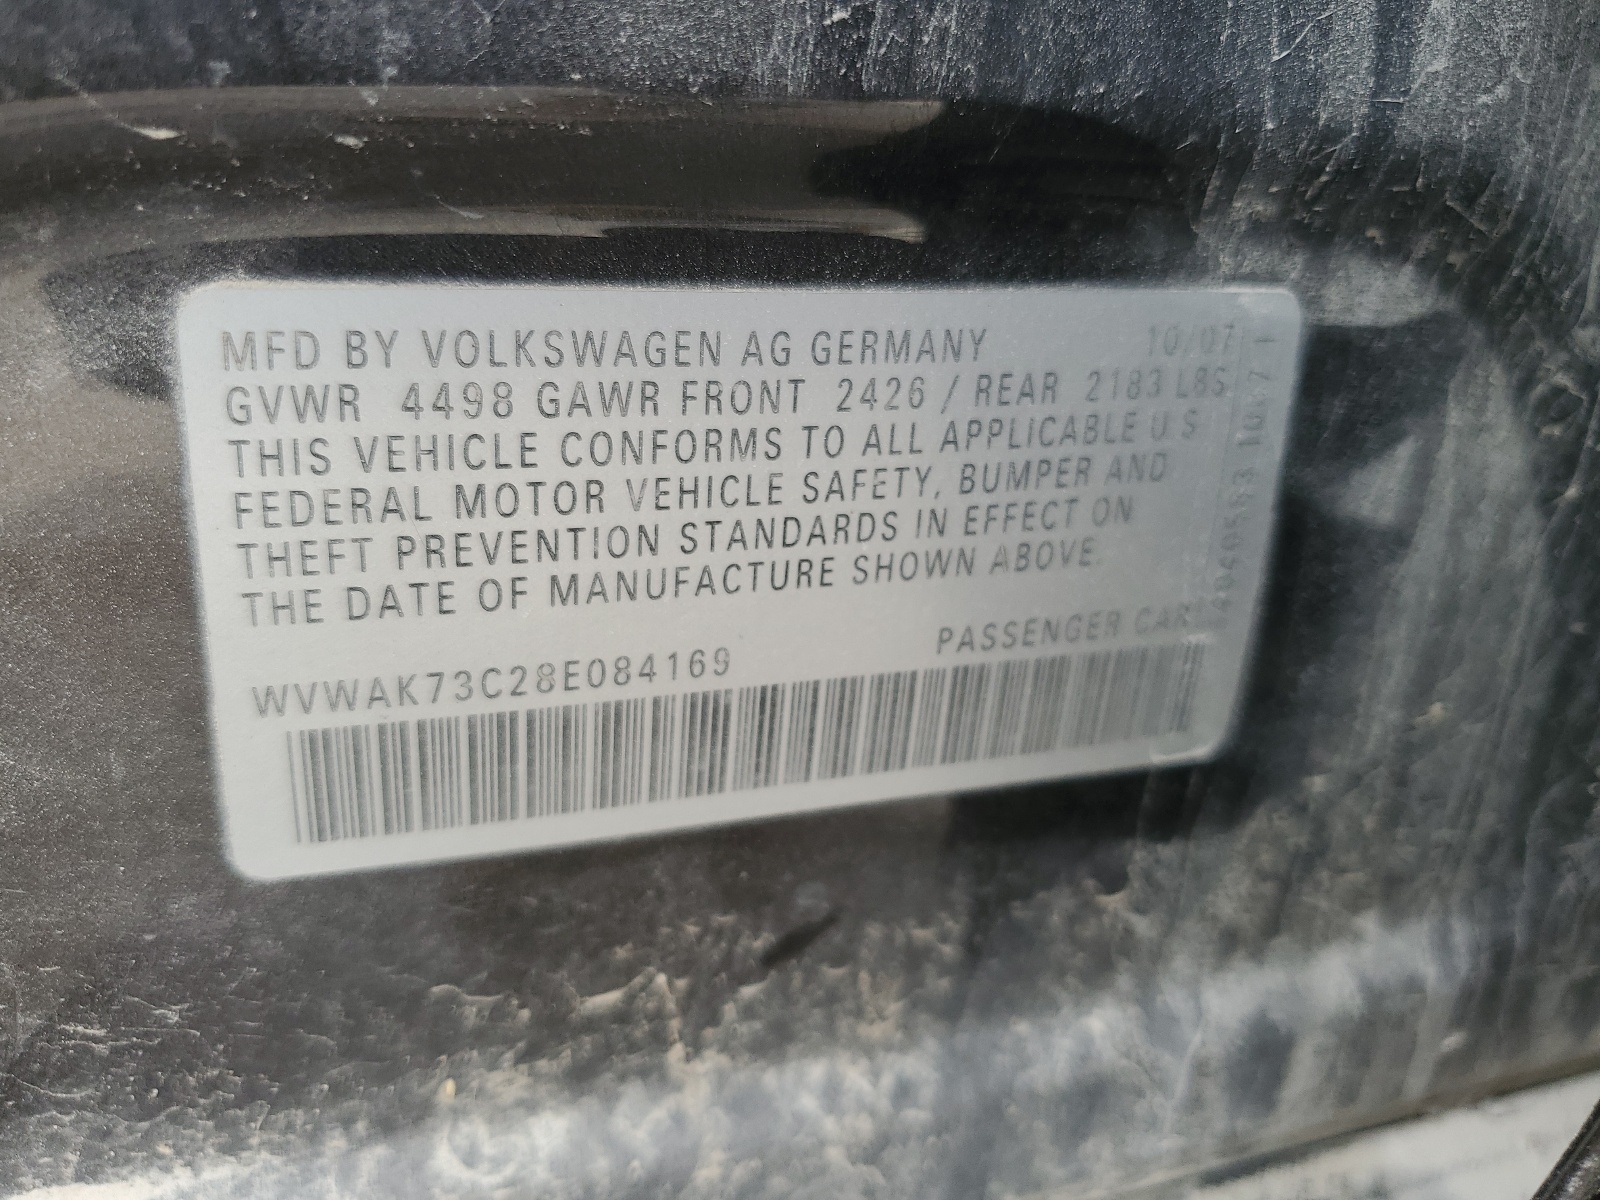 MFD BY VOLKSWAGEN AG GERMANY 10/07
GVWR 4498 GAWR FRONT 2426 / REAR 2183 LBS
THIS VEHICLE CONFORMS TO ALL APPLICABLE U S
FEDERAL MOTOR VEHICLE SAFETY, BUMPER AND
THEFT PREVENTION STANDARDS IN EFFECT ON
THE DATE OF MANUFACTURE SHOWN ABOVE.
PASSENGER CAR
WVWAK73C28E084169